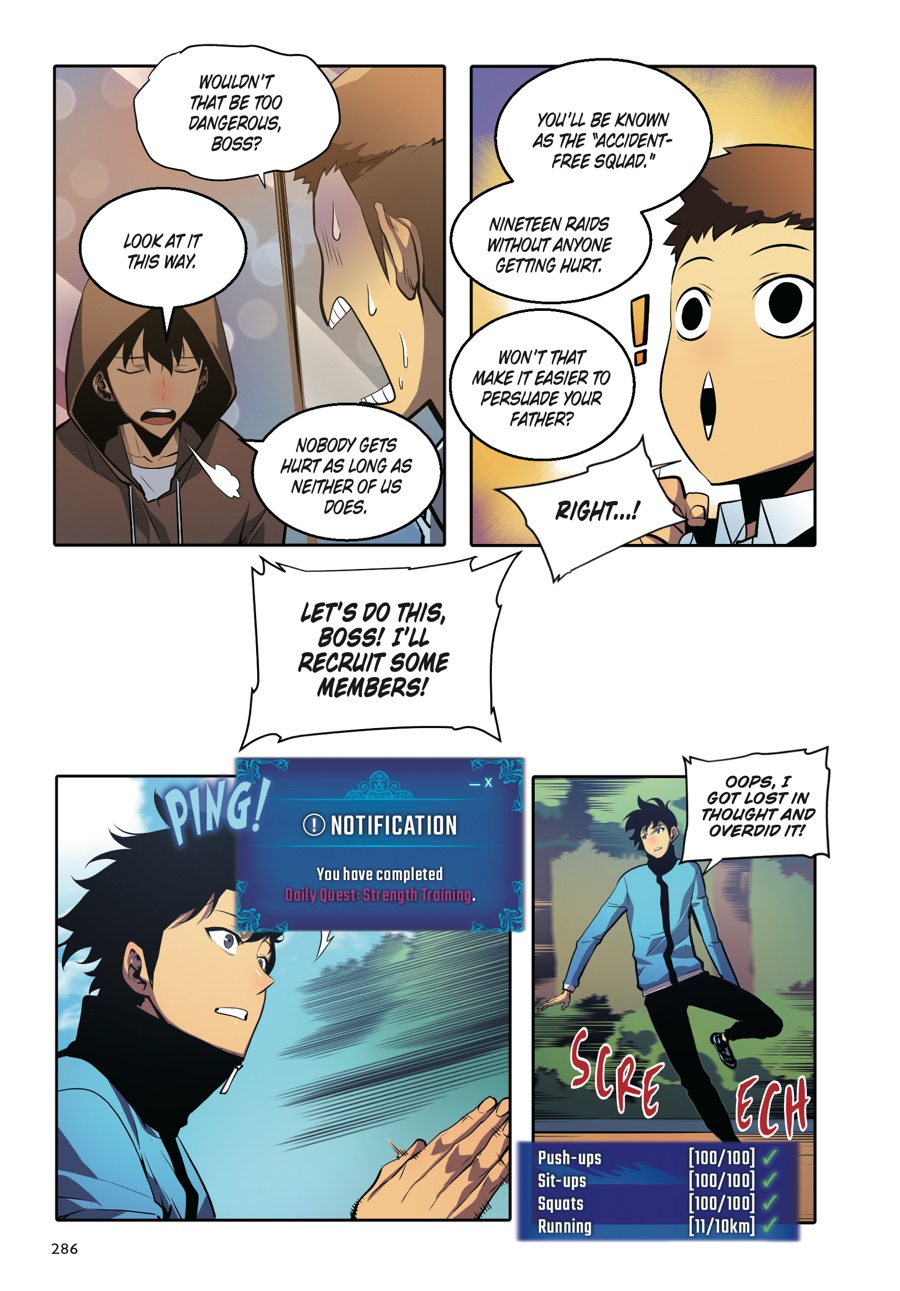 WOULDN'T
THAT BE TOO
DANGEROUS,
BOSS?
LOOK AT IT
THIS WAY.
NOBODY GETS
HURT AS LONG AS
NEITHER OF US
DOES.
YOU'LL BE KNOWN
AS THE "ACCIDENT-
FREE SQUAD."
NINETEEN RAIDS
WITHOUT ANYONE
GETTING HURT.
!
WON'T THAT
MAKE IT EASIER TO
PERSUADE YOUR
FATHER?
RIGHT...!
LET'S DO THIS,
BOSS! I'LL
RECRUIT SOME
MEMBERS!
PING!
— X
! NOTIFICATION
You have completed
Daily Quest: Strength Training.
OOPS, I
GOT LOST IN
THOUGHT AND
OVERDID IT!
SCRE
ECH
Push-ups [100/100] ✓
Sit-ups [100/100] ✓
Squats [100/100] ✓
Running [11/10km] ✓
286